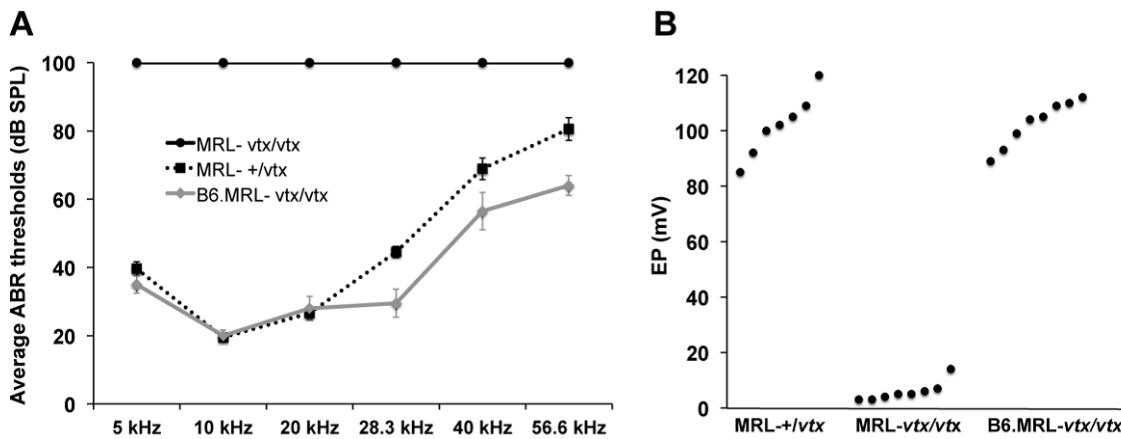 A
Average ABR thresholds (dB SPL)
100
80
60
40
20
0
MRL- vtx/vtx
MRL- +/vtx
B6.MRL- vtx/vtx
5 kHz 10 kHz 20 kHz 28.3 kHz 40 kHz 56.6 kHz
B
EP (mV)
120
100
80
60
40
20
0
MRL-+/vtx MRL-vtx/vtx B6.MRL-vtx/vtx